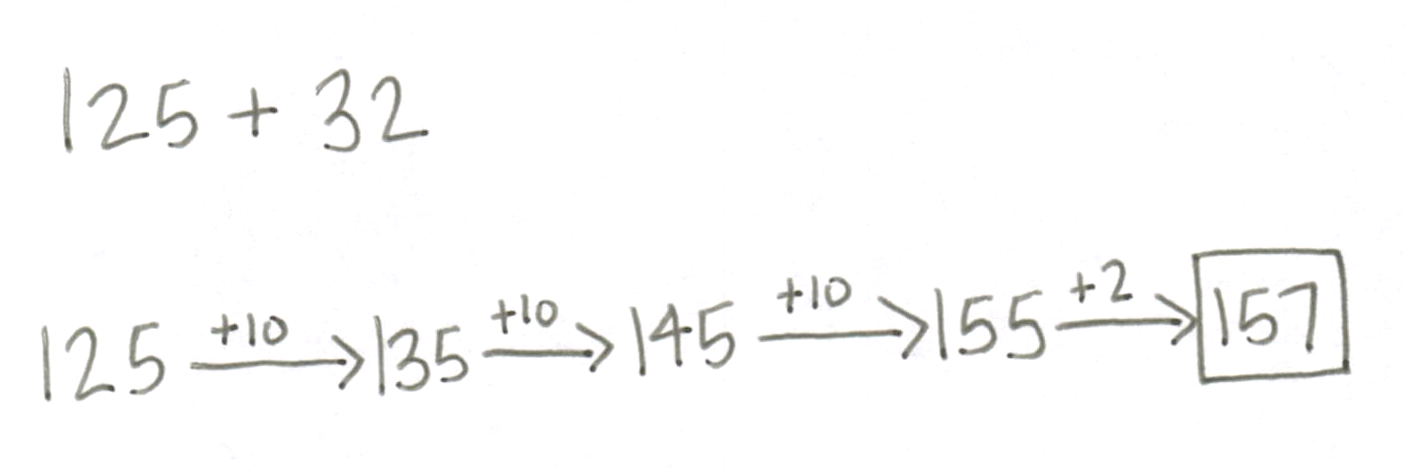 125 + 32
125 +10 → 135 +10 → 145 +10 → 155 +2 → 157